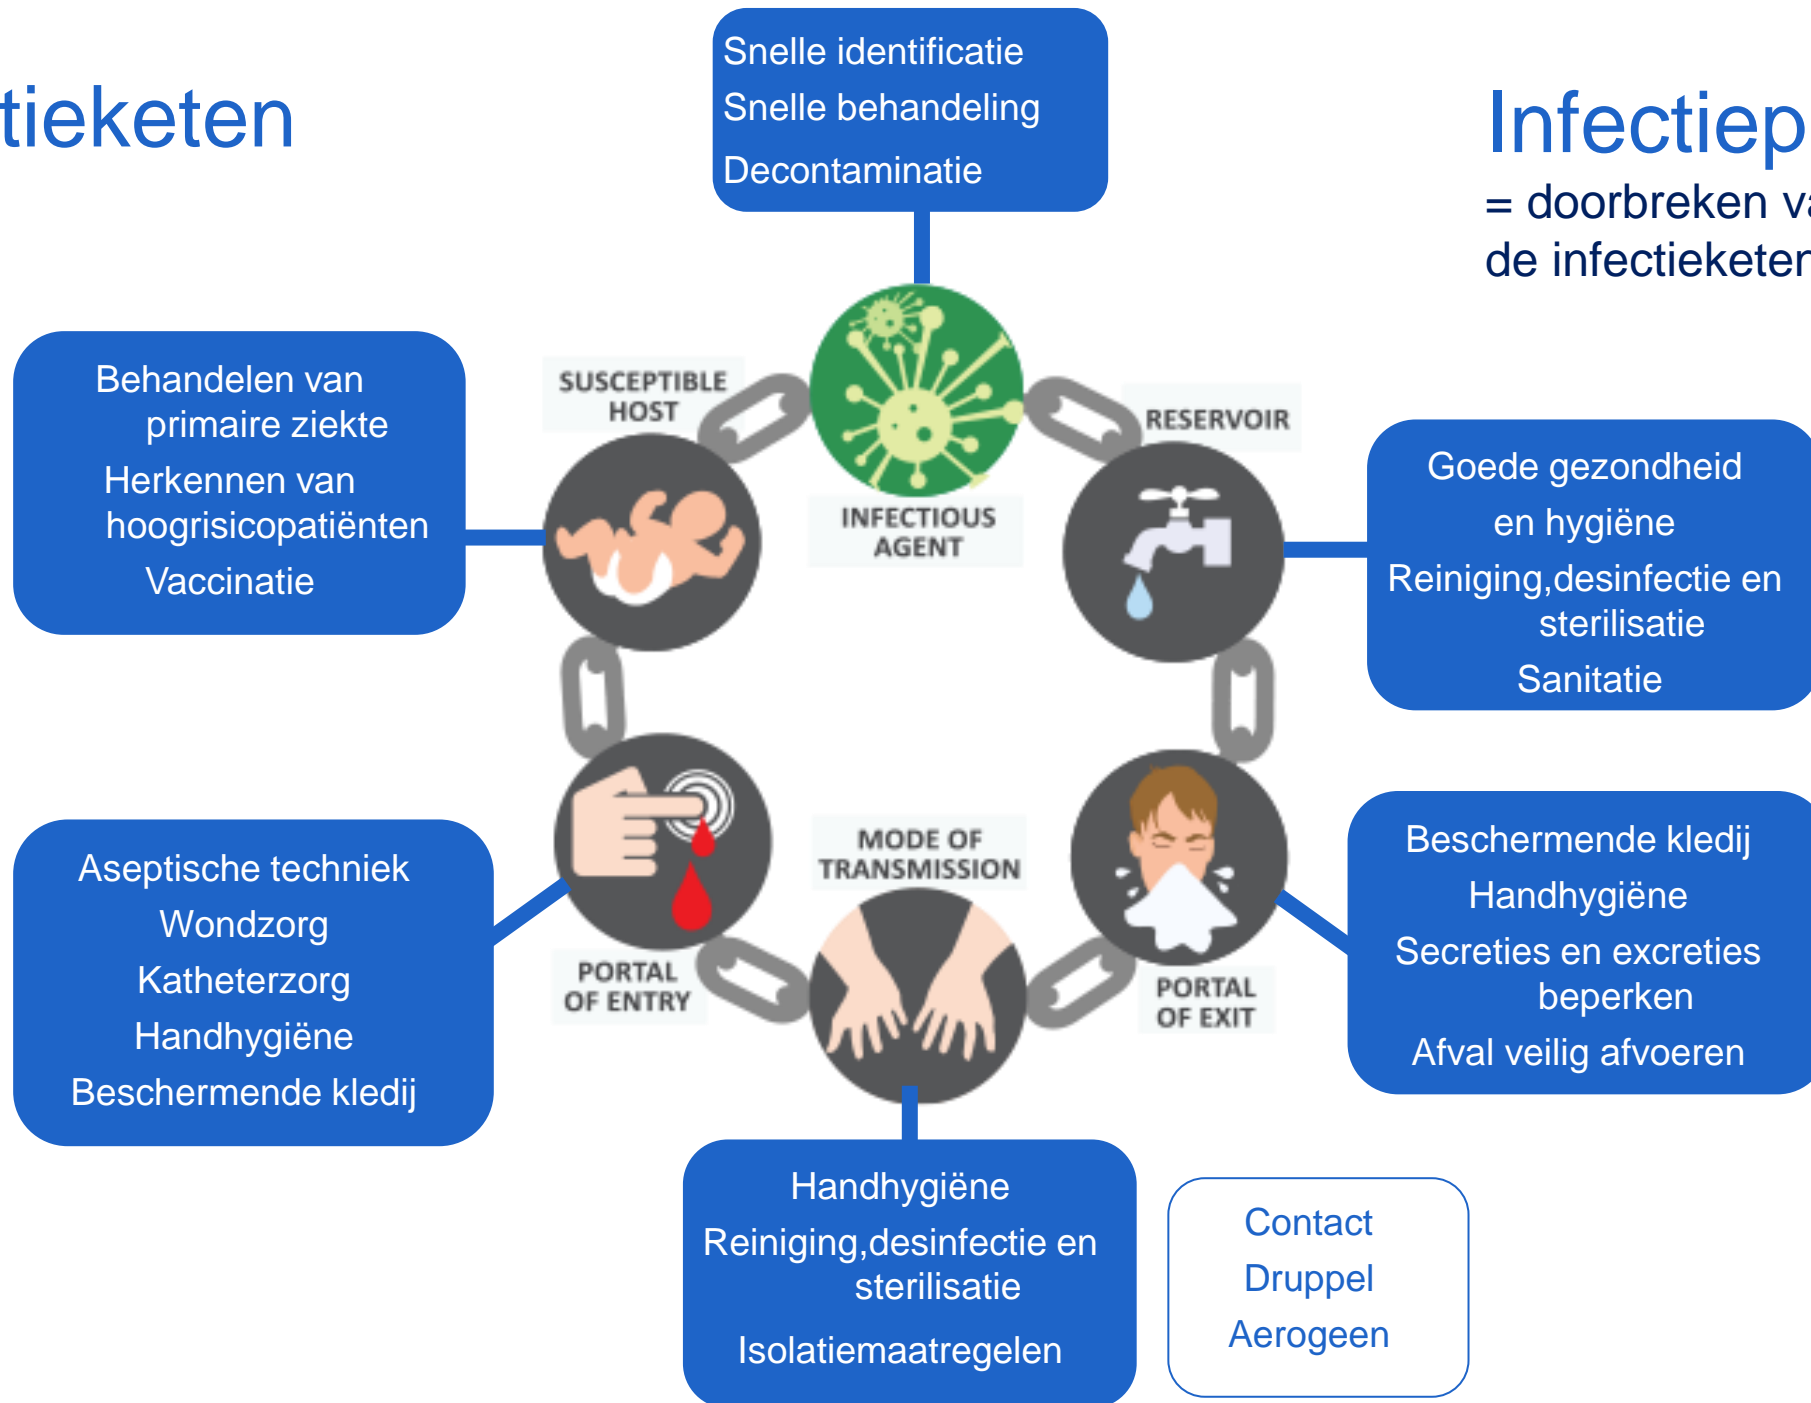 tieketen
Infectiep
= doorbreken va
de infectieketen
Snelle identificatie
Snelle behandeling
Decontaminatie
Behandelen van
primaire ziekte
Herkennen van
hoogrisicopatiënten
Vaccinatie
SUSCEPTIBLE
HOST
INFECTIOUS
AGENT
RESERVOIR
Goede gezondheid
en hygiëne
Reiniging,desinfectie en
sterilisatie
Sanitatie
Aseptische techniek
Wondzorg
Katheterzorg
Handhygiëne
Beschermende kledij
PORTAL
OF ENTRY
MODE OF
TRANSMISSION
PORTAL
OF EXIT
Beschermende kledij
Handhygiëne
Secreties en excreties
beperken
Afval veilig afvoeren
Handhygiëne
Reiniging,desinfectie en
sterilisatie
Isolatiemaatregelen
Contact
Druppel
Aerogeen